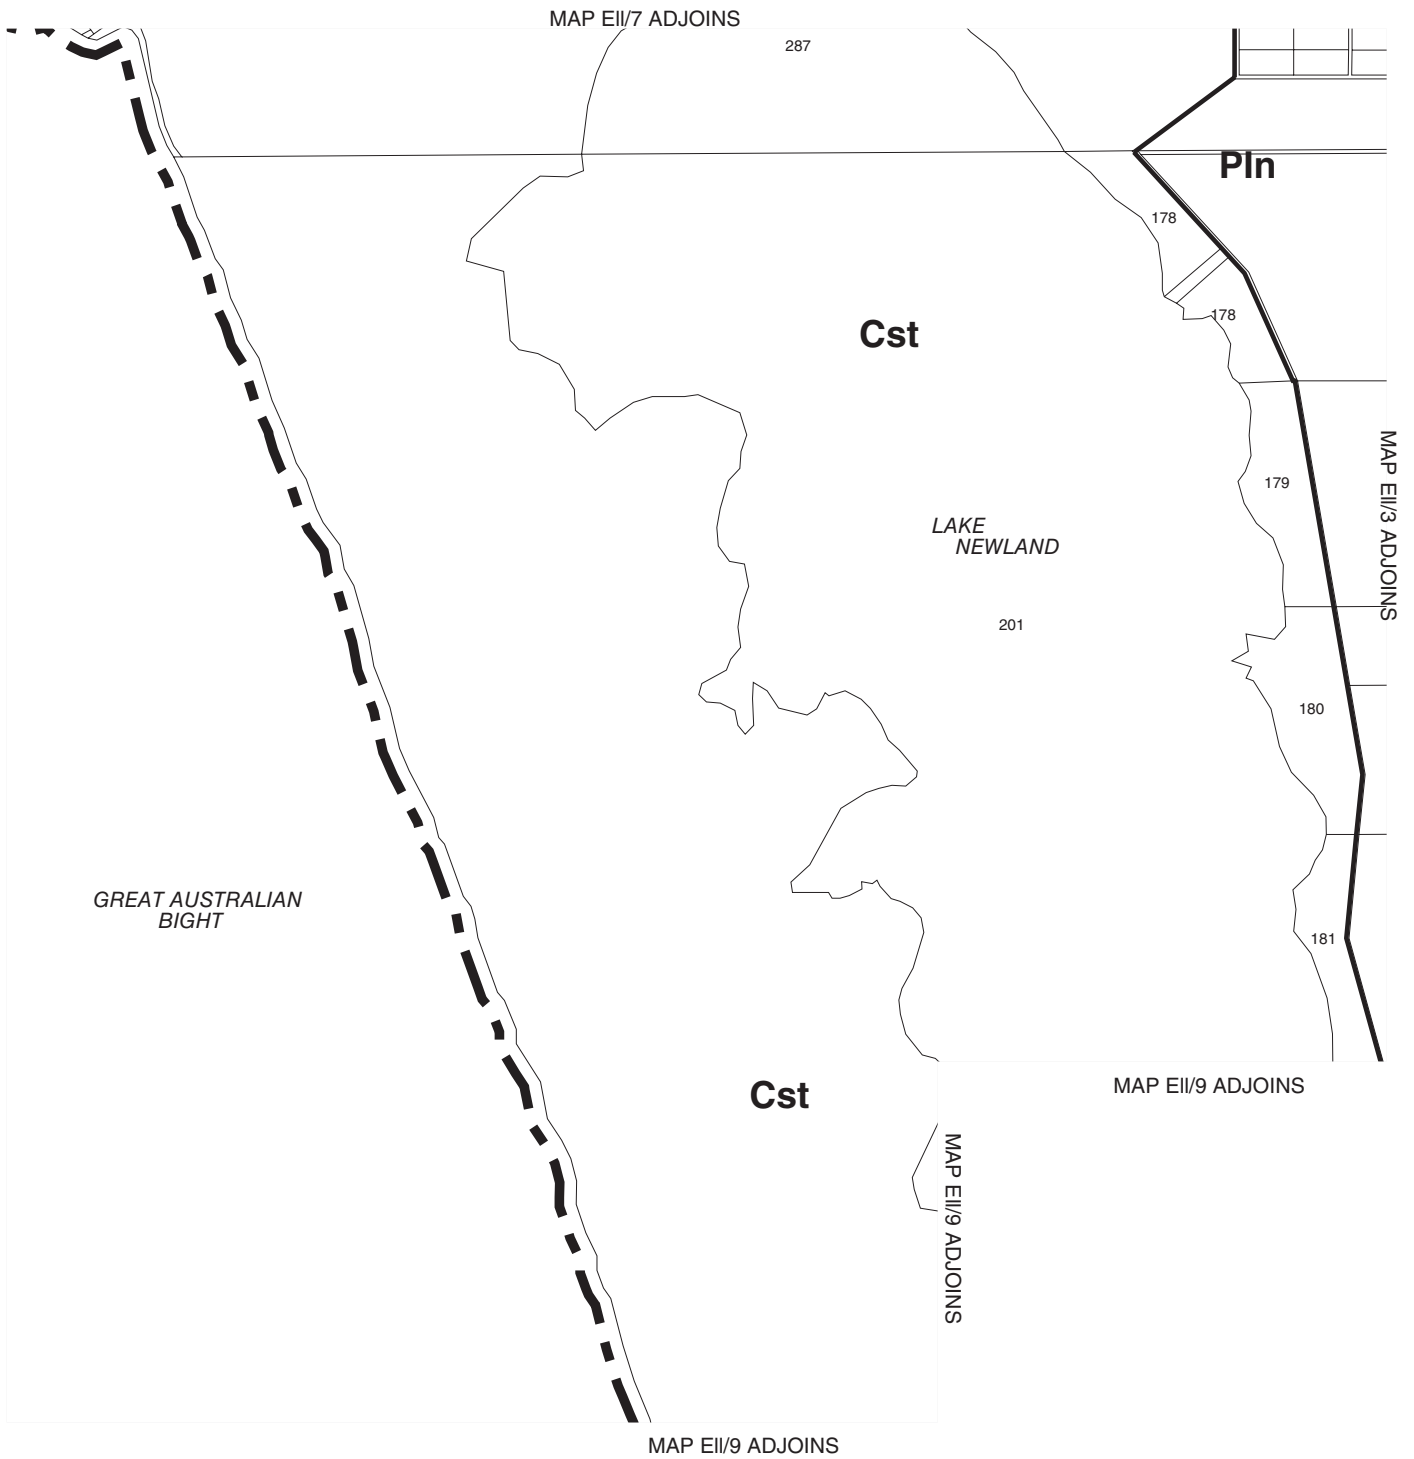 MAP EII/7 ADJOINS
287
Pln
178
178
Cst
MAP EII/3 ADJOINS
179
LAKE
NEWLAND
201
180
GREAT AUSTRALIAN
BIGHT
181
MAP EII/9 ADJOINS
Cst
MAP EII/9 ADJOINS
MAP EII/9 ADJOINS